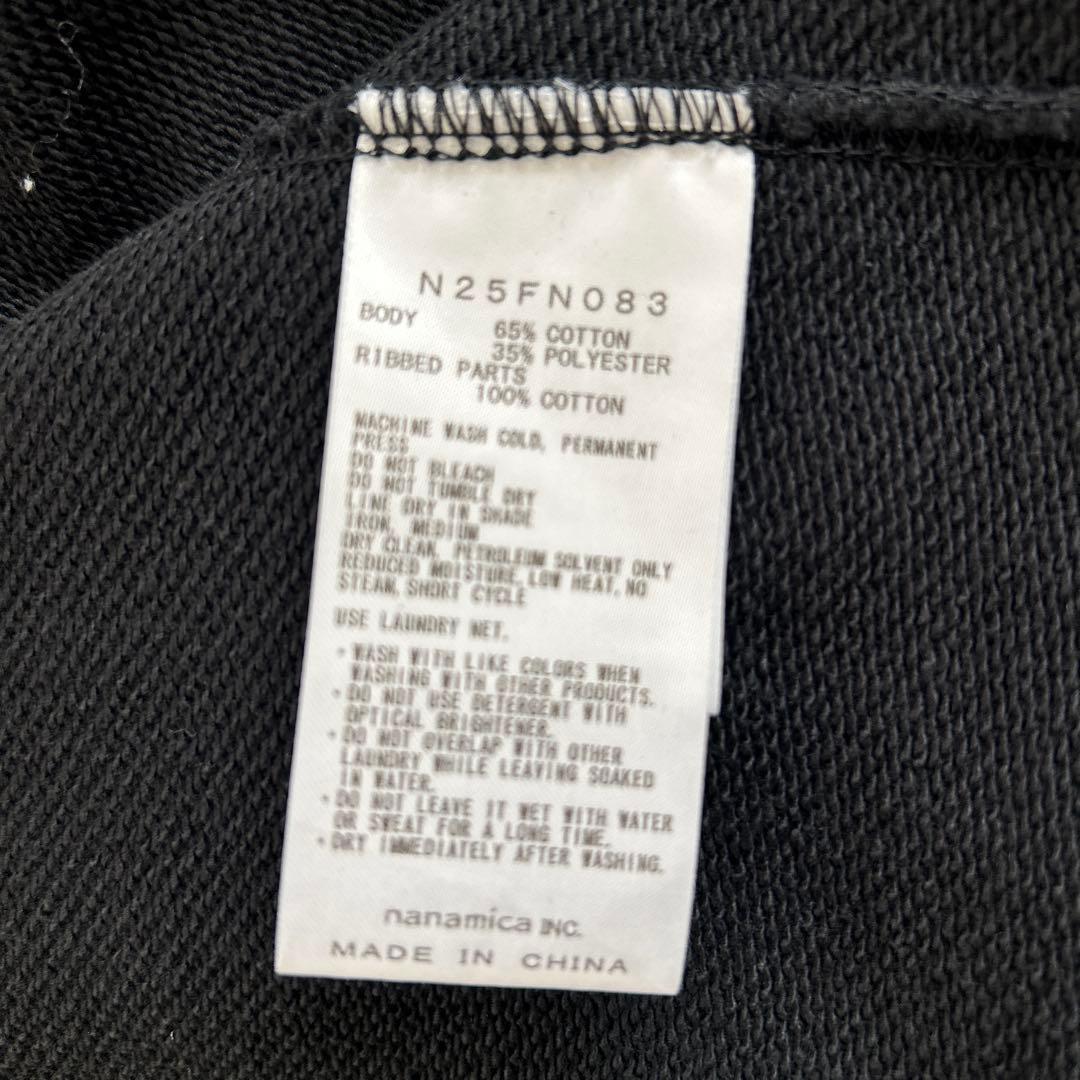 N25FN083
BODY
65% COTTON
35% POLYESTER
RIBBED PARTS
100% COTTON
MACHINE WASH COLD, PERMANENT
PRESS
DO NOT BLEACH
DO NOT TUMBLE DRY
LINE DRY IN SHADE
IRON, MEDIUM
DRY CLEAN, PETROLEUM SOLVENT ONLY
REDUCED MOISTURE, LOW HEAT, NO
STEAM, SHORT CYCLE
USE LAUNDRY NET.
・WASH WITH LIKE COLORS WHEN
WASHING WITH OTHER PRODUCTS.
・DO NOT USE DETERGENT WITH
OPTICAL BRIGHTENER.
・DO NOT OVERLAP WITH OTHER
LAUNDRY WHILE LEAVING SOAKED
IN WATER.
・DO NOT LEAVE IT WET WITH WATER
OR SWEAT FOR A LONG TIME.
・DRY IMMEDIATELY AFTER WASHING.
nanamica INC.
MADE IN CHINA